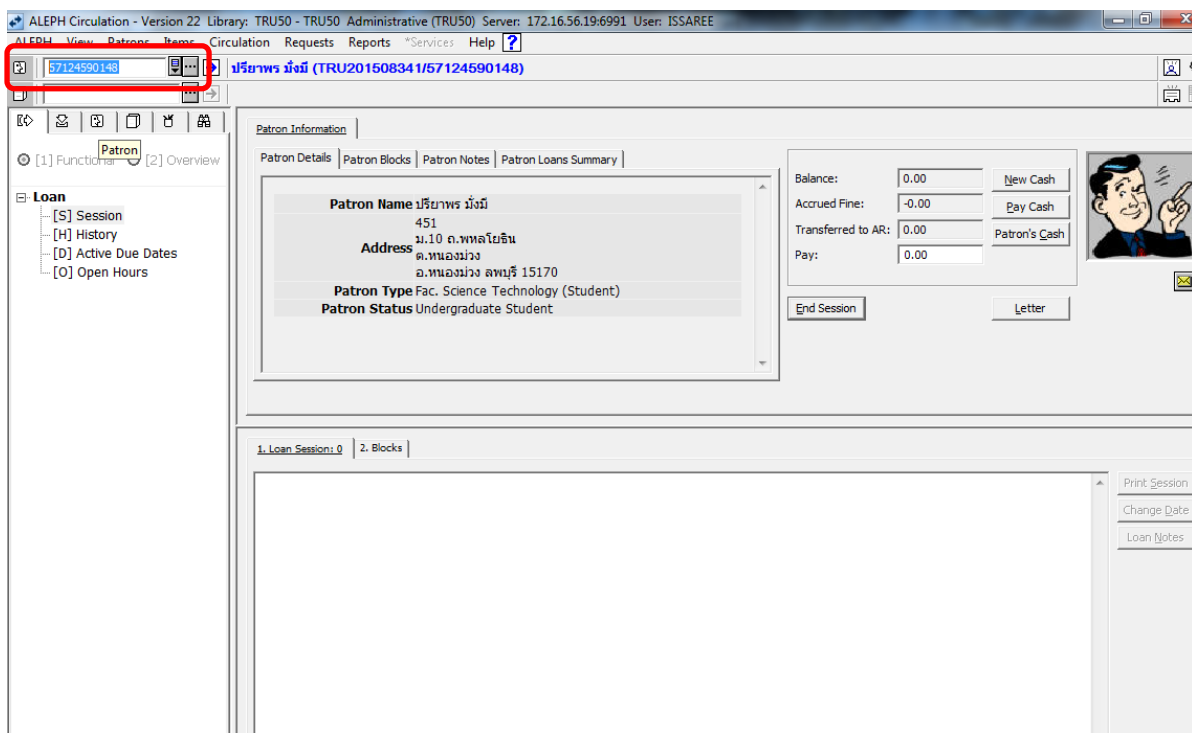 ALEPH Circulation - Version 22 Library: TRU50 - TRU50 Administrative (TRU50) Server: 172.16.56.19:6991 User: ISSAREE
ALEPH View Patrons Items Circulation Requests Reports *Services Help ?
57124590148 ปรียาพร มั่งมี (TRU201508341/57124590148)
Patron
[1] Functional [2] Overview
Loan
[S] Session
[H] History
[D] Active Due Dates
[O] Open Hours
Patron Information
Patron Details Patron Blocks Patron Notes Patron Loans Summary
Patron Name ปรียาพร มั่งมี
451
Address ม.10 ถ.พหลโยธิน
ต.หนองม่วง
อ.หนองม่วง ลพบุรี 15170
Patron Type Fac. Science Technology (Student)
Patron Status Undergraduate Student
Balance: 0.00 New Cash
Accrued Fine: -0.00 Pay Cash
Transferred to AR: 0.00 Patron's Cash
Pay: 0.00
End Session Letter
1. Loan Session: 0 2. Blocks
Print Session
Change Date
Loan Notes